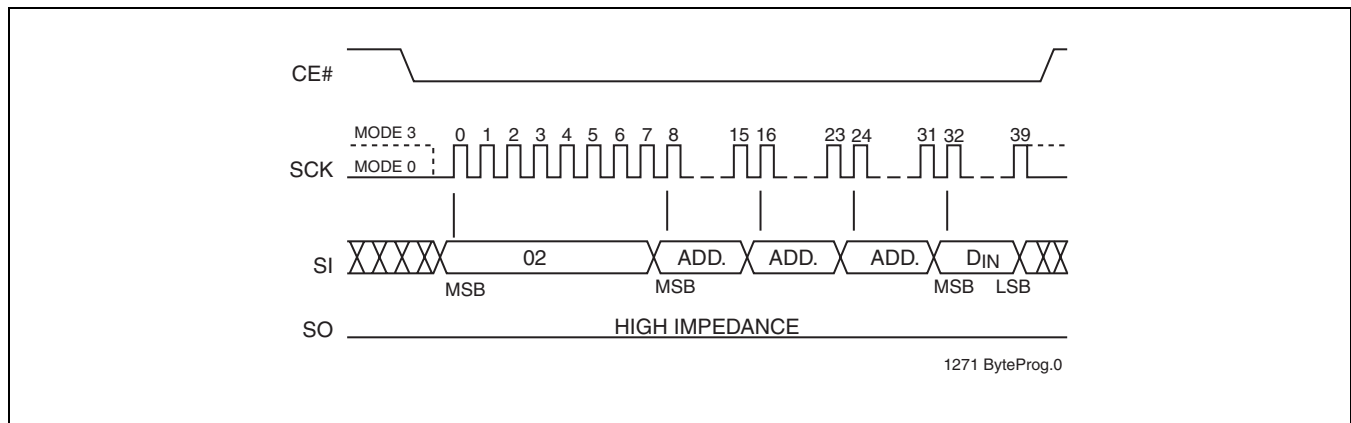 CE#
MODE 3
0 1 2 3 4 5 6 7 8 15 16 23 24 31 32 39
SCK
MODE 0
SI
02
ADD.
ADD.
ADD.
DIN
MSB
MSB
MSB
LSB
SO
HIGH IMPEDANCE
1271 ByteProg.0